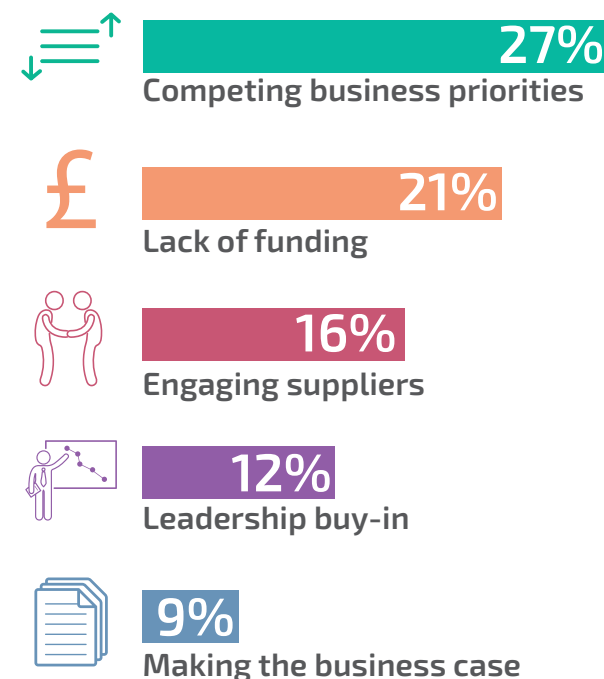 27%
Competing business priorities
£
21%
Lack of funding
16%
Engaging suppliers
12%
Leadership buy-in
9%
Making the business case